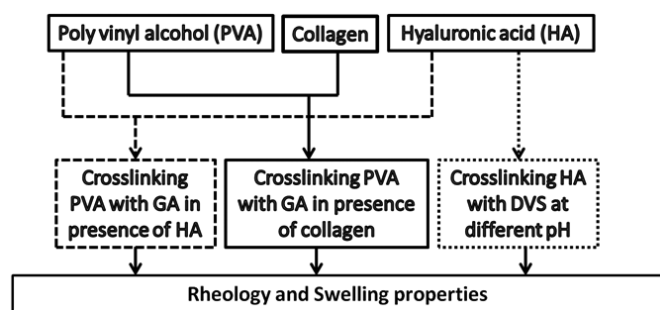 Poly vinyl alcohol (PVA)
Collagen
Hyaluronic acid (HA)
Crosslinking
PVA with GA in
presence of HA
Crosslinking PVA
with GA in presence
of collagen
Crosslinking HA
with DVS at
different pH
Rheology and Swelling properties